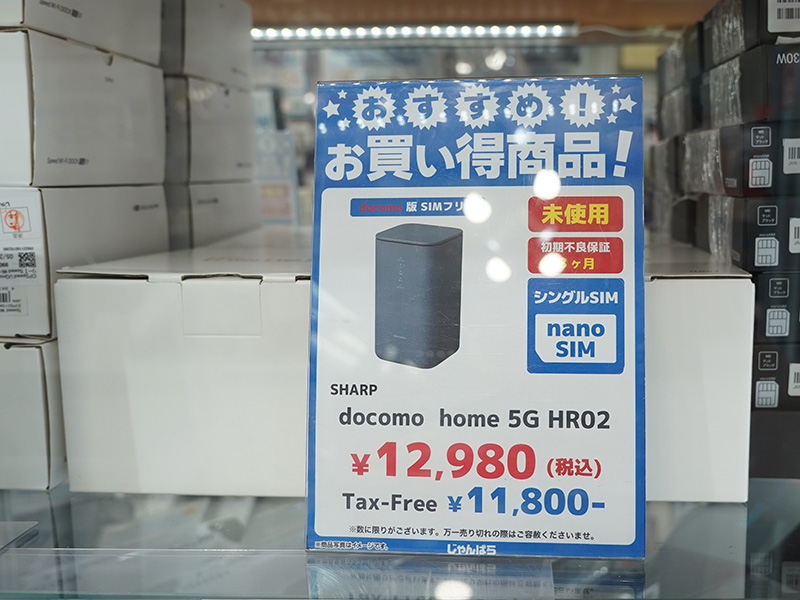 おすすめ!
お買い得商品!
docomo 版 SIMフリ
未使用
初期不良保証
ヶ月
シングルSIM
nano
SIM
SHARP
docomo home 5G HR02
¥12,980 (税込)
Tax-Free ¥11,800-
※数に限りがございます。万一売り切れの際はご容赦くださいませ。
※商品写真はイメージです。
じゃんぱら